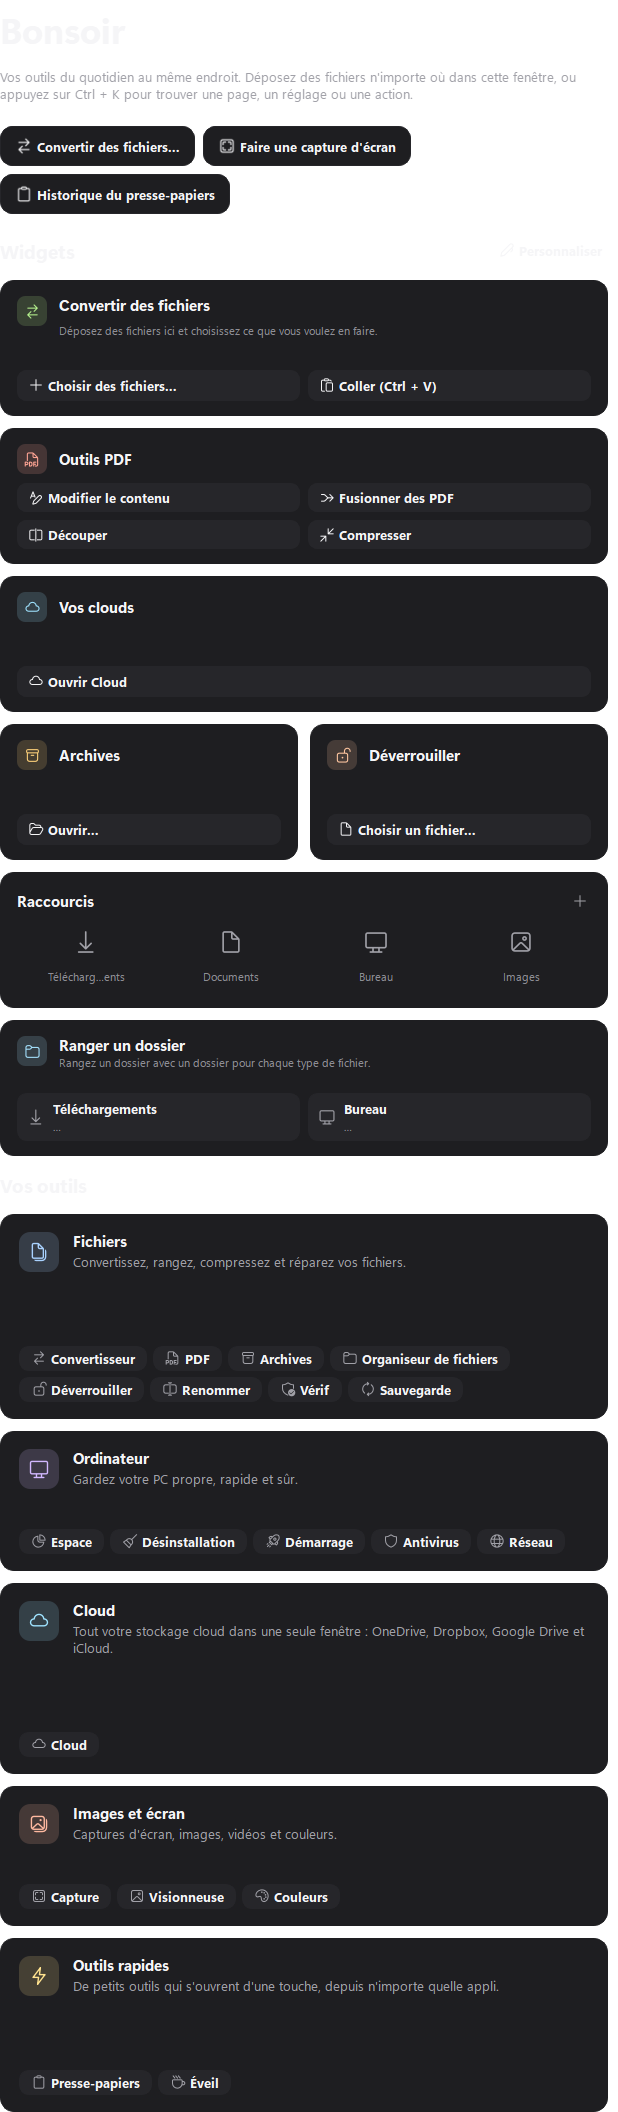 Bonsoir
Vos outils du quotidien au même endroit. Déposez des fichiers n'importe où dans cette fenêtre, ou
appuyez sur Ctrl + K pour trouver une page, un réglage ou une action.
Convertir des fichiers...
Faire une capture d'écran
Historique du presse-papiers
Widgets
Personnaliser
Convertir des fichiers
Déposez des fichiers ici et choisissez ce que vous voulez en faire.
Choisir des fichiers...
Coller (Ctrl + V)
Outils PDF
Modifier le contenu
Fusionner des PDF
Découper
Compresser
Vos clouds
Ouvrir Cloud
Archives
Déverrouiller
Ouvrir...
Choisir un fichier...
Raccourcis
Télécharg...ents
Documents
Bureau
Images
Ranger un dossier
Rangez un dossier avec un dossier pour chaque type de fichier.
Téléchargements
...
Bureau
...
Vos outils
Fichiers
Convertissez, rangez, compressez et réparez vos fichiers.
Convertisseur
PDF
Archives
Organiseur de fichiers
Déverrouiller
Renommer
Vérif
Sauvegarde
Ordinateur
Gardez votre PC propre, rapide et sûr.
Espace
Désinstallation
Démarrage
Antivirus
Réseau
Cloud
Tout votre stockage cloud dans une seule fenêtre : OneDrive, Dropbox, Google Drive et
iCloud.
Cloud
Images et écran
Captures d'écran, images, vidéos et couleurs.
Capture
Visionneuse
Couleurs
Outils rapides
De petits outils qui s'ouvrent d'une touche, depuis n'importe quelle appli.
Presse-papiers
Éveil